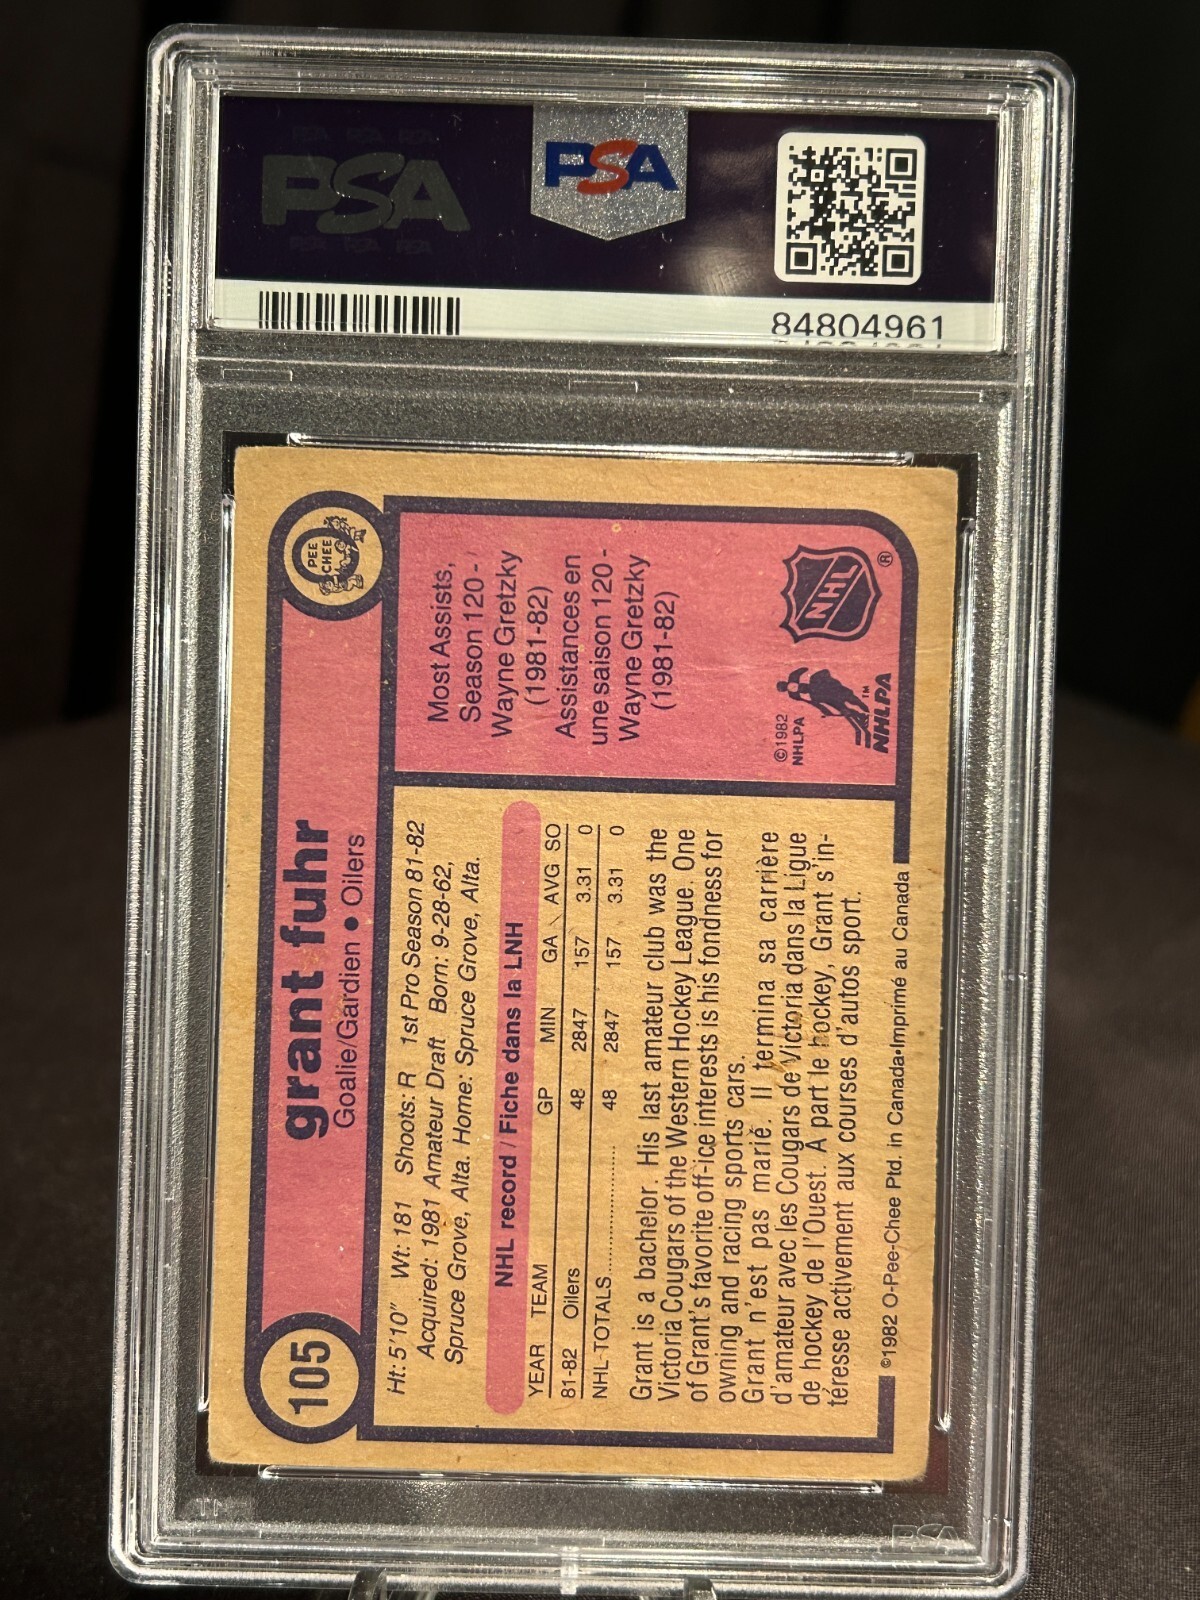 PSA
PSA
84804961
105
grant fuhr
Goalie/Gardien • Oilers
O
PEE
CHEE
Ht: 5'10" Wt: 181 Shoots: R 1st Pro Season 81-82
Acquired: 1981 Amateur Draft Born: 9-28-62,
Spruce Grove, Alta. Home: Spruce Grove, Alta.
NHL record / Fiche dans la LNH
YEAR TEAM GP MIN GA AVG SO
81-82 Oilers 48 2847 157 3.31 0
NHL-TOTALS.................. 48 2847 157 3.31 0
Grant is a bachelor. His last amateur club was the
Victoria Cougars of the Western Hockey League. One
of Grant's favorite off-ice interests is his fondness for
owning and racing sports cars.
Grant n'est pas marié. Il termina sa carrière
d'amateur avec les Cougars de Victoria dans la Ligue
de hockey de l'Ouest. À part le hockey, Grant s'in-
téresse activement aux courses d'autos sport.
©1982 O-Pee-Chee Ptd. in Canada•Imprimé au Canada
Most Assists,
Season 120 -
Wayne Gretzky
(1981-82)
Assistances en
une saison 120 -
Wayne Gretzky
(1981-82)
©1982
NHLPA
NHLPA
TM
NHL
®
PSA